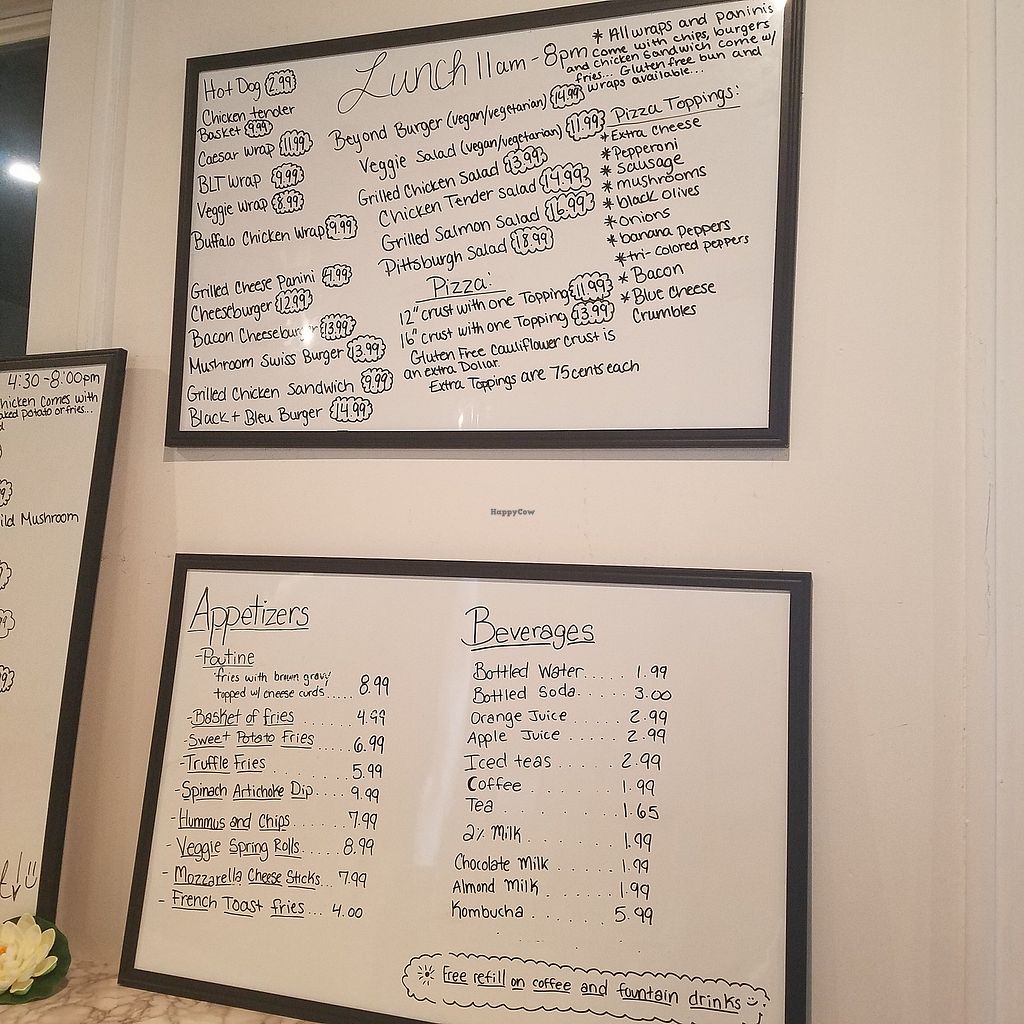 Lunch 11am-8pm
* All wraps and paninis
come with chips, burgers
and chicken sandwich come w/
fries... Gluten free bun and
wraps available...
Hot Dog 2.99
Chicken tender
Basket 9.99
Caesar wrap 11.99
BLT wrap 9.99
Veggie wrap 8.99
Buffalo Chicken Wrap 9.99
Grilled Cheese Panini 4.99
Cheeseburger 12.99
Bacon Cheeseburger 13.99
Mushroom Swiss Burger 13.99
Grilled Chicken Sandwich 9.99
Black + Bleu Burger 14.99
Beyond Burger (vegan/vegetarian) 14.99
Veggie Salad (vegan/vegetarian) 11.99
Grilled Chicken Salad 13.99
Chicken Tender Salad 14.99
Grilled Salmon Salad 16.99
Pittsburgh Salad 18.99
Pizza:
12" crust with one Topping 11.99
16" crust with one Topping 13.99
Gluten Free Cauliflower crust is
an extra Dollar.
Extra Toppings are 75cents each
Pizza Toppings:
* Extra cheese
* Pepperoni
* Sausage
* mushrooms
* black olives
* onions
* banana peppers
* tri-colored peppers
* Bacon
* Blue Cheese
Crumbles
4:30-8:00pm
hicken comes with
aked potato or fries...
ild Mushroom
HappyCow
Appetizers
-Poutine
fries with brown gravy
topped w/ cheese curds..... 8.99
-Basket of fries ....... 4.99
-Sweet Potato Fries ..... 6.99
-Truffle Fries ........ 5.99
-Spinach Artichoke Dip.... 9.99
-Hummus and Chips ...... 7.99
-Veggie Spring Rolls..... 8.99
-Mozzarella Cheese Sticks... 7.99
-French Toast fries... 4.00
Beverages
Bottled Water..... 1.99
Bottled Soda..... 3.00
Orange Juice ..... 2.99
Apple Juice ..... 2.99
Iced teas ..... 2.99
Coffee ....... 1.99
Tea ........ 1.65
2% Milk ....... 1.99
Chocolate Milk ..... 1.99
Almond Milk ...... 1.99
Kombucha ....... 5.99
Free refill on coffee and fountain drinks